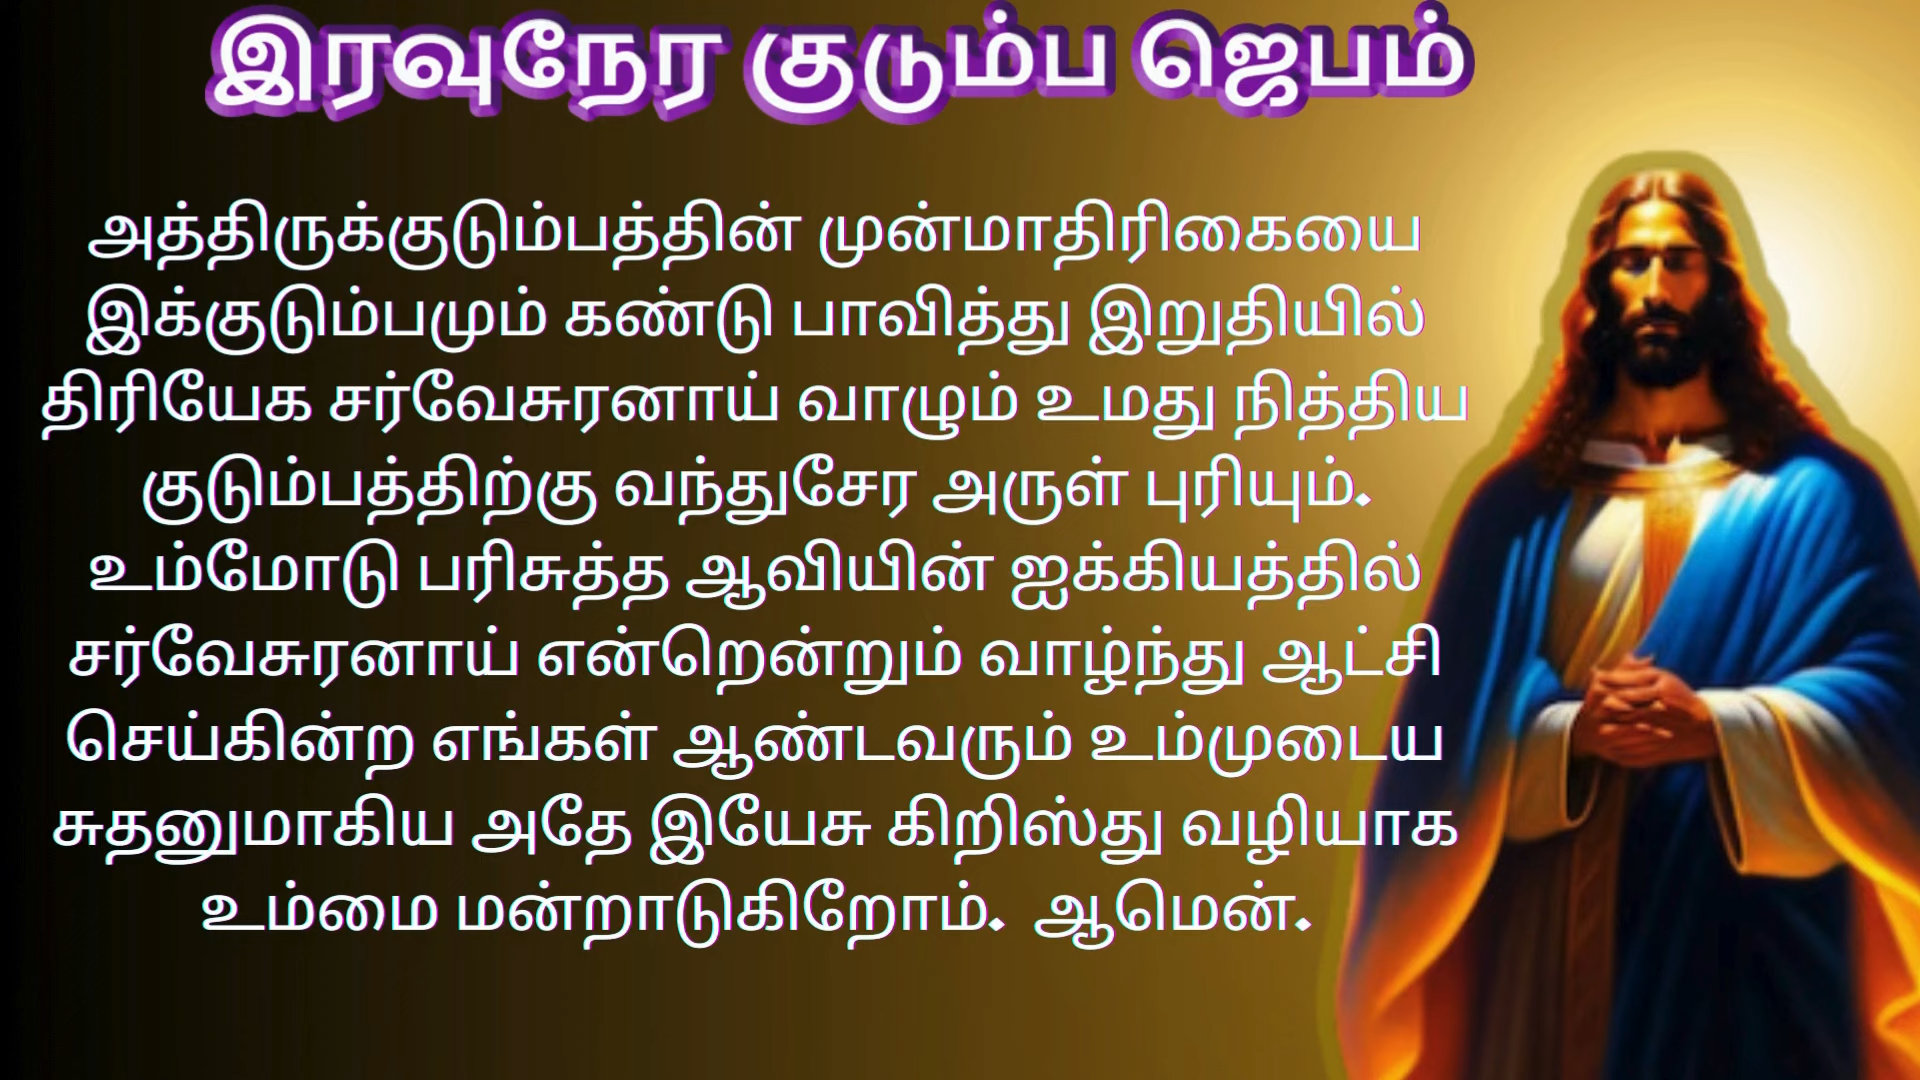 இரவுநேர குடும்ப ஜெபம்
அத்திருக்குடும்பத்தின் முன்மாதிரிகையை
இக்குடும்பமும் கண்டு பாவித்து இறுதியில்
திரியேக சர்வேசுரனாய் வாழும் உமது நித்திய
குடும்பத்திற்கு வந்துசேர அருள் புரியும்.
உம்மோடு பரிசுத்த ஆவியின் ஐக்கியத்தில்
சர்வேசுரனாய் என்றென்றும் வாழ்ந்து ஆட்சி
செய்கின்ற எங்கள் ஆண்டவரும் உம்முடைய
சுதனுமாகிய அதே இயேசு கிறிஸ்து வழியாக
உம்மை மன்றாடுகிறோம். ஆமென்.